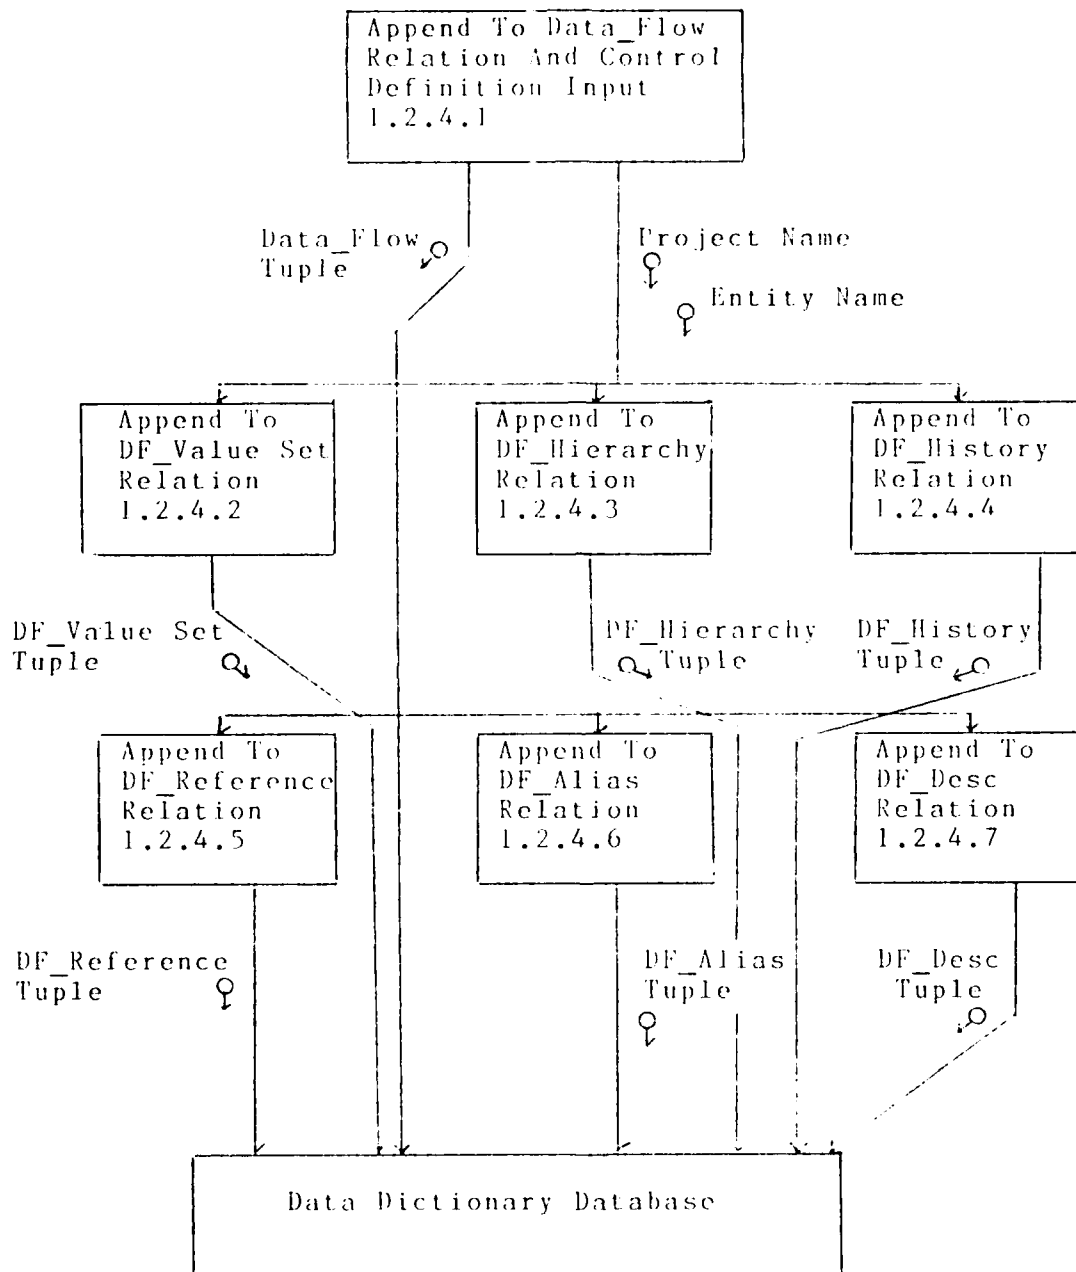 Append To Data_Flow
Relation And Control
Definition Input
1.2.4.1
Data_Flow
Tuple
Project Name
Entity Name
Append To
DF_Value Set
Relation
1.2.4.2
Append To
DF_Hierarchy
Relation
1.2.4.3
Append To
DF_History
Relation
1.2.4.4
DF_Value Set
Tuple
DF_Hierarchy
Tuple
DF_History
Tuple
Append To
DF_Reference
Relation
1.2.4.5
Append To
DF_Alias
Relation
1.2.4.6
Append To
DF_Desc
Relation
1.2.4.7
DF_Reference
Tuple
DF_Alias
Tuple
DF_Desc
Tuple
Data Dictionary Database